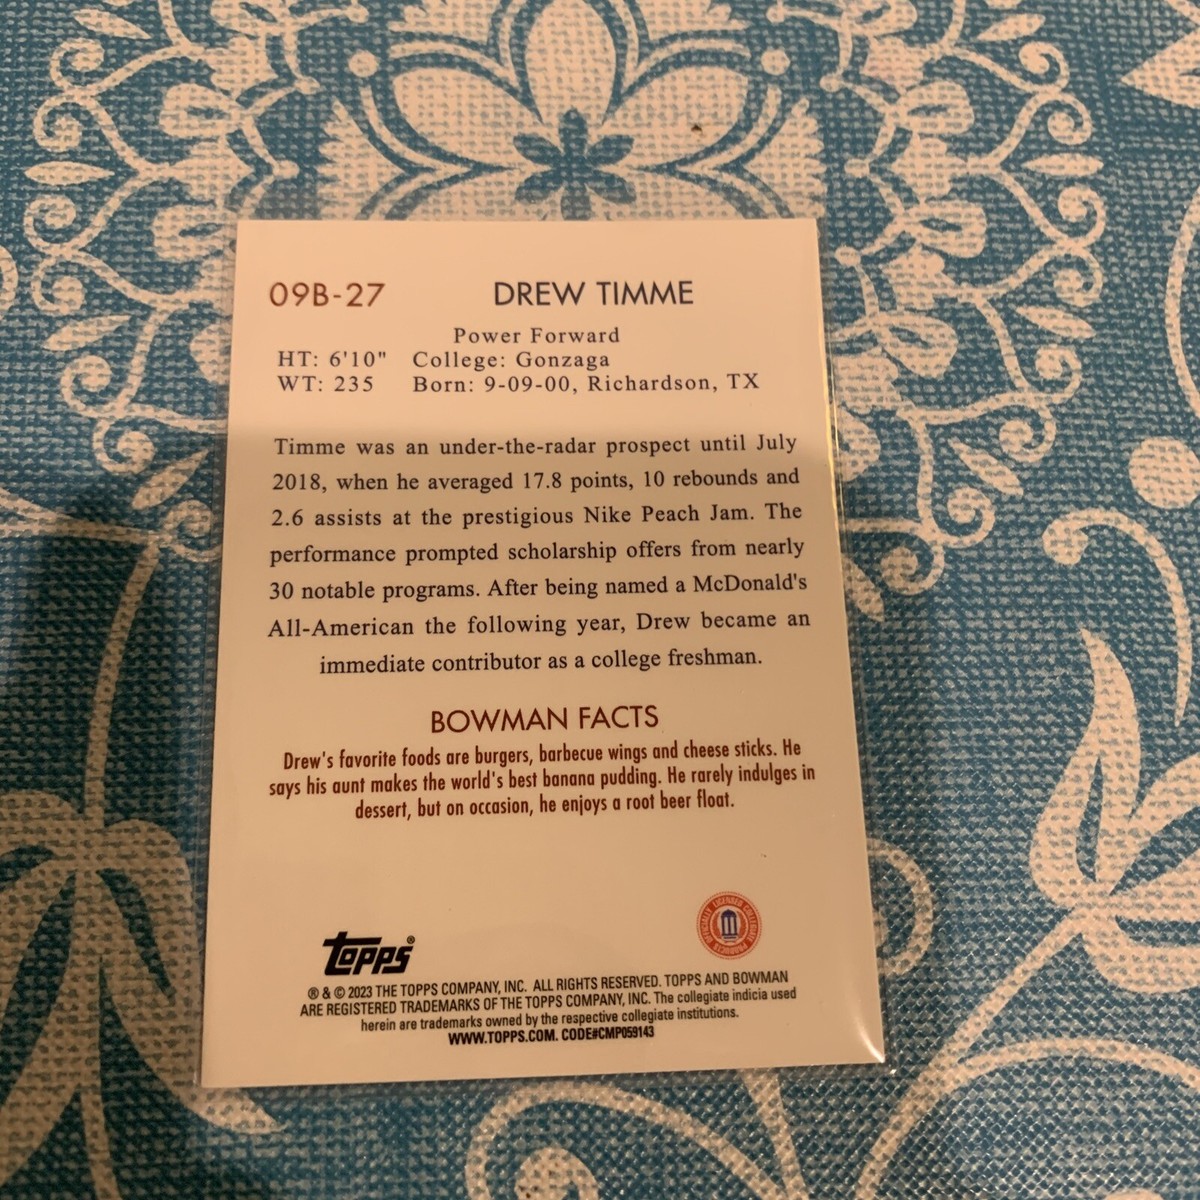 09B-27
DREW TIMME
Power Forward
HT: 6'10" College: Gonzaga
WT: 235 Born: 9-09-00, Richardson, TX
Timme was an under-the-radar prospect until July
2018, when he averaged 17.8 points, 10 rebounds and
2.6 assists at the prestigious Nike Peach Jam. The
performance prompted scholarship offers from nearly
30 notable programs. After being named a McDonald's
All-American the following year, Drew became an
immediate contributor as a college freshman.
BOWMAN FACTS
Drew's favorite foods are burgers, barbecue wings and cheese sticks. He
says his aunt makes the world's best banana pudding. He rarely indulges in
dessert, but on occasion, he enjoys a root beer float.
OFFICIALLY LICENSED COLLEGIATE PRODUCTS
Topps®
® & © 2023 THE TOPPS COMPANY, INC. ALL RIGHTS RESERVED. TOPPS AND BOWMAN
ARE REGISTERED TRADEMARKS OF THE TOPPS COMPANY, INC. The collegiate indicia used
herein are trademarks owned by the respective collegiate institutions.
WWW.TOPPS.COM. CODE#CMP059143